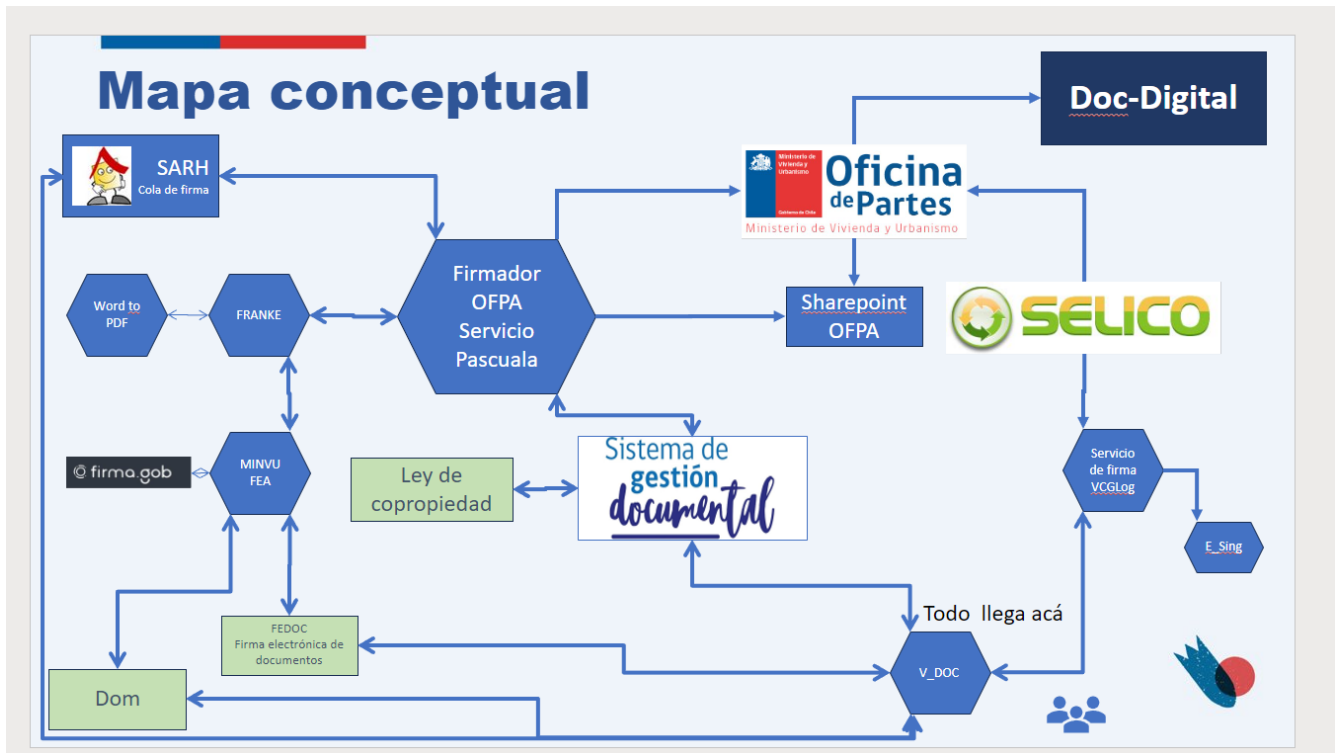 Mapa conceptual
Doc-Digital
SARH
Cola de firma
Ministerio de
Vivienda y
Urbanismo
Gobierno de Chile
Oficina
de Partes
Ministerio de Vivienda y Urbanismo
Firmador
OFPA
Servicio
Pascuala
Word to
PDF
FRANKE
Sharepoint
OFPA
SELICO
firma.gob
MINVU
FEA
Ley de
copropiedad
Sistema de
gestión
documental
Servicio
de firma
VCGLog
E_Sing
FEDOC
Firma electrónica de
documentos
Todo llega acá
V_DOC
Dom